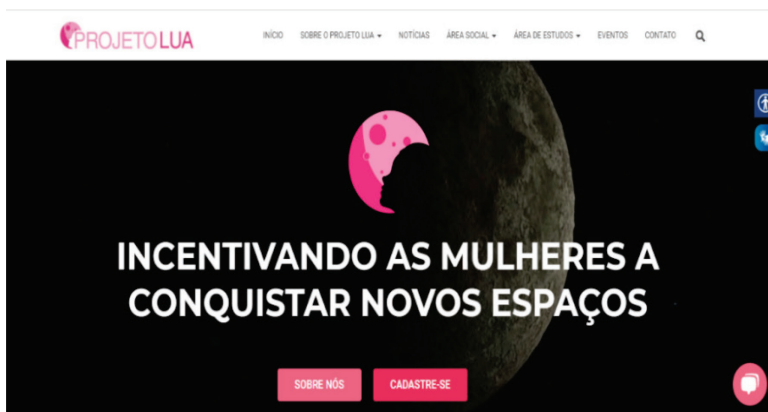 PROJETO LUA
INÍCIO SOBRE O PROJETO LUA NOTÍCIAS ÁREA SOCIAL ÁREA DE ESTUDOS EVENTOS CONTATO
INCENTIVANDO AS MULHERES A
CONQUISTAR NOVOS ESPAÇOS
SOBRE NÓS CADASTRE-SE